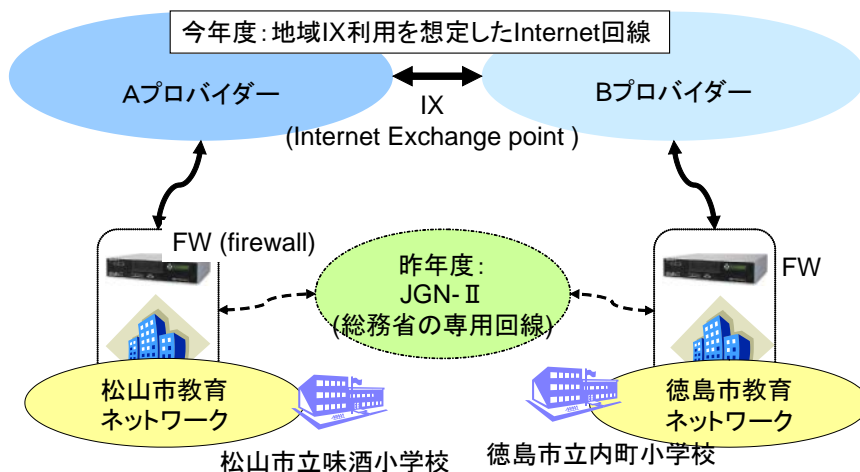 今年度：地域IX利用を想定したInternet回線
Aプロバイダー
Bプロバイダー
IX
(Internet Exchange point )
FW (firewall)
FW
昨年度：
JGN-Ⅱ
(総務省の専用回線)
松山市教育
ネットワーク
徳島市教育
ネットワーク
松山市立味酒小学校
徳島市立内町小学校